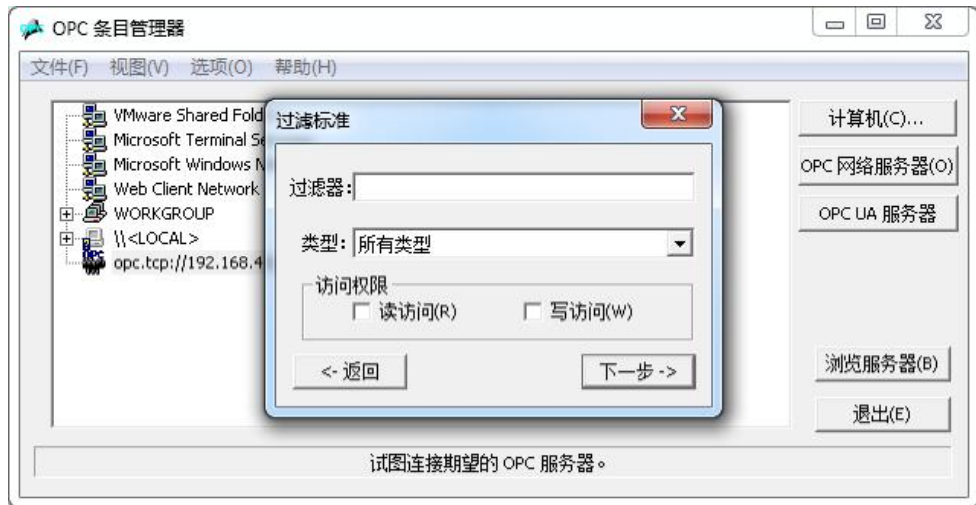 OPC 条目管理器
文件(F) 视图(V) 选项(O) 帮助(H)
VMware Shared Fold
Microsoft Terminal Se
Microsoft Windows N
Web Client Network
WORKGROUP
\\<LOCAL>
OPC
opc.tcp://192.168.4
过滤标准
过滤器:
类型: 所有类型
访问权限
读访问(R) 写访问(W)
<- 返回 下一步 ->
计算机(C)...
OPC 网络服务器(O)
OPC UA 服务器
浏览服务器(B)
退出(E)
试图连接期望的 OPC 服务器。